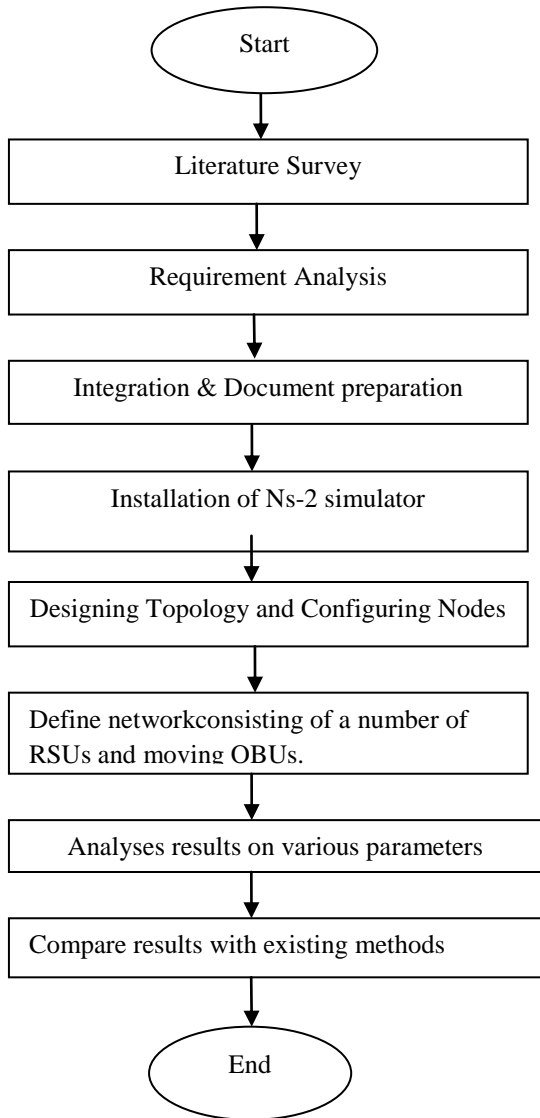 Start
Literature Survey
Requirement Analysis
Integration & Document preparation
Installation of Ns-2 simulator
Designing Topology and Configuring Nodes
Define networkconsisting of a number of
RSUs and moving OBUs.
Analyses results on various parameters
Compare results with existing methods
End